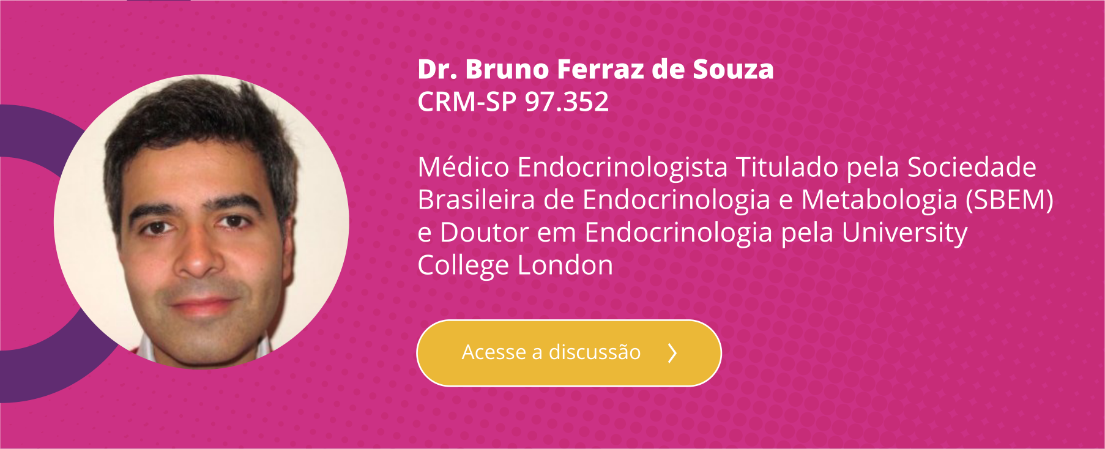 Dr. Bruno Ferraz de Souza
CRM-SP 97.352
Médico Endocrinologista Titulado pela Sociedade
Brasileira de Endocrinologia e Metabologia (SBEM)
e Doutor em Endocrinologia pela University
College London
Acesse a discussão